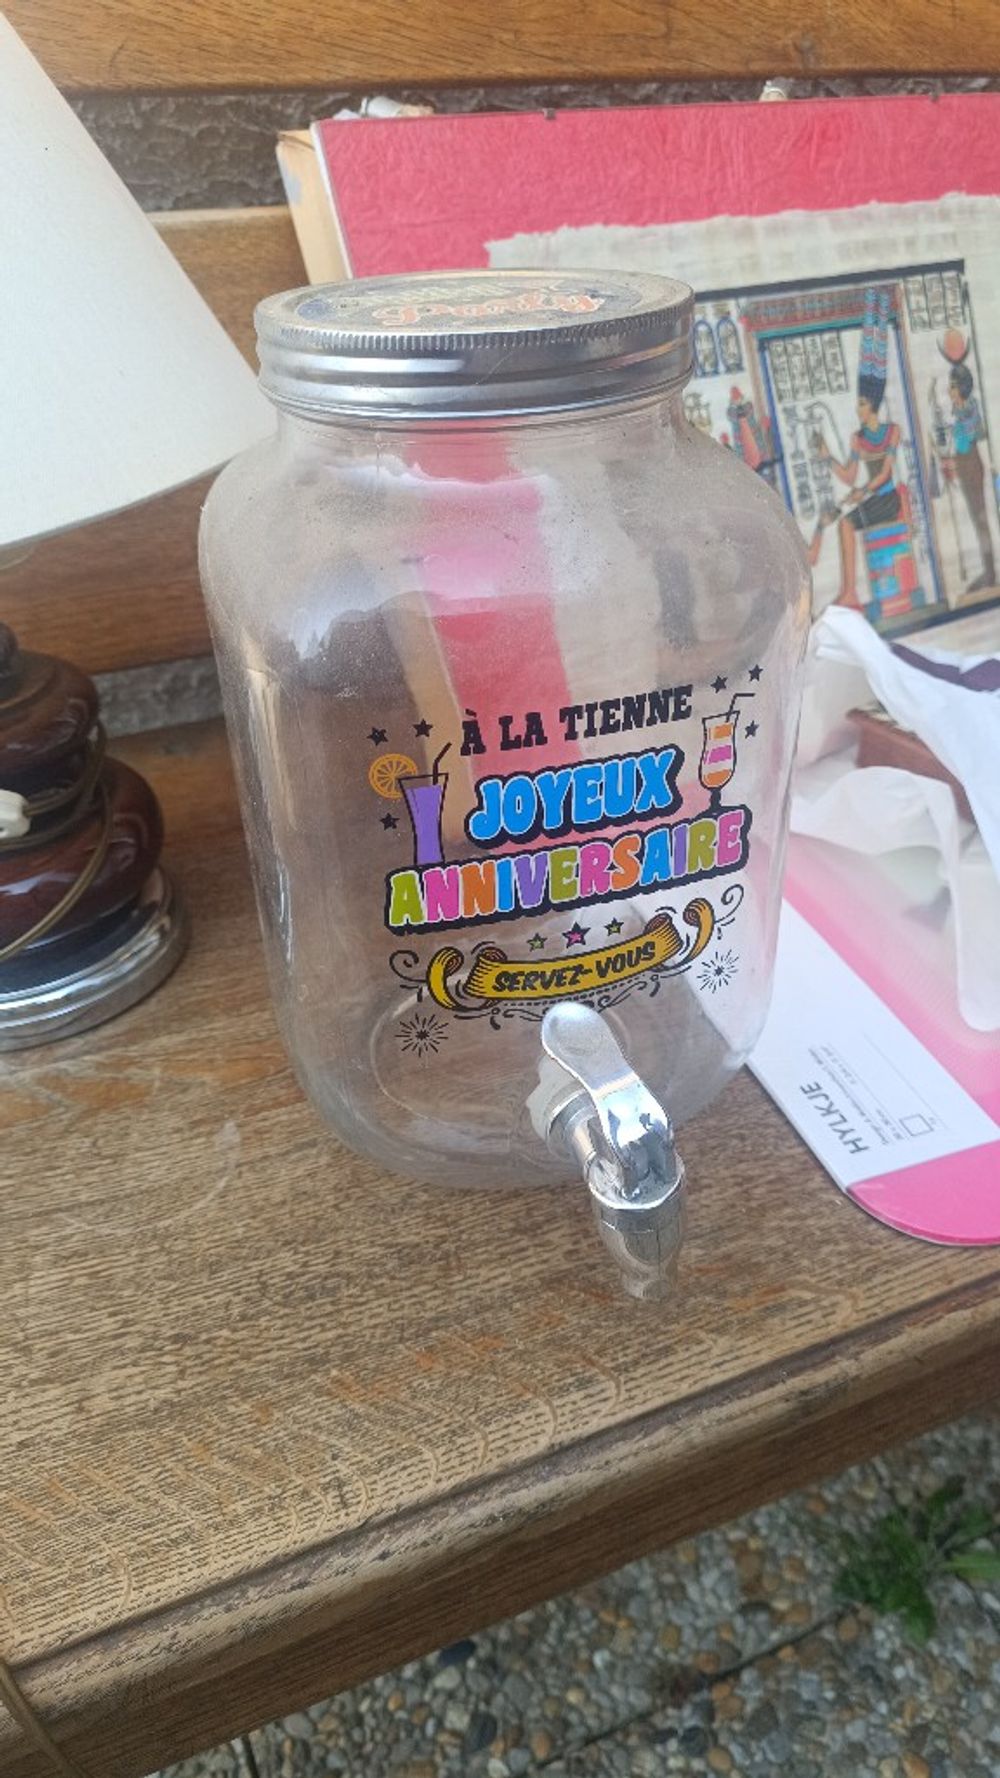 Party
À LA TIENNE
JOYEUX
ANNIVERSAIRE
SERVEZ-VOUS
HYLKJE